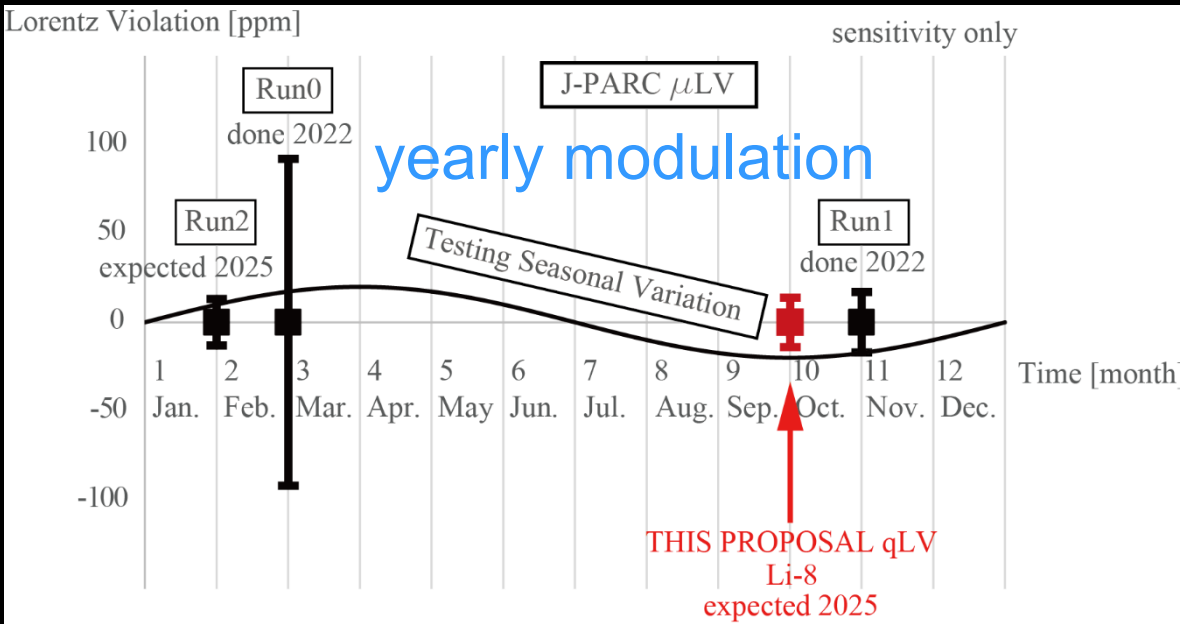 Lorentz Violation [ppm]
sensitivity only
Run0
done 2022
J-PARC μLV
yearly modulation
100
50
0
-50
-100
Run2
expected 2025
Testing Seasonal Variation
Run1
done 2022
1 2 3 4 5 6 7 8 9 10 11 12
Time [month]
Jan. Feb. Mar. Apr. May Jun. Jul. Aug. Sep. Oct. Nov. Dec.
THIS PROPOSAL qLV
Li-8
expected 2025